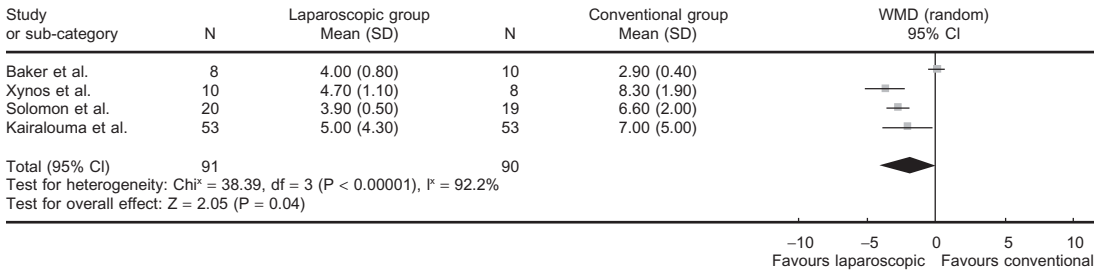 Study Laparoscopic group Conventional group WMD (random)
or sub-category N Mean (SD) N Mean (SD) 95% CI
Baker et al. 8 4.00 (0.80) 10 2.90 (0.40)
Xynos et al. 10 4.70 (1.10) 8 8.30 (1.90)
Solomon et al. 20 3.90 (0.50) 19 6.60 (2.00)
Kairalouma et al. 53 5.00 (4.30) 53 7.00 (5.00)
Total (95% CI) 91 90
Test for heterogeneity: Chiˣ = 38.39, df = 3 (P < 0.00001), Iˣ = 92.2%
Test for overall effect: Z = 2.05 (P = 0.04)
−10 −5 0 5 10
Favours laparoscopic Favours conventional